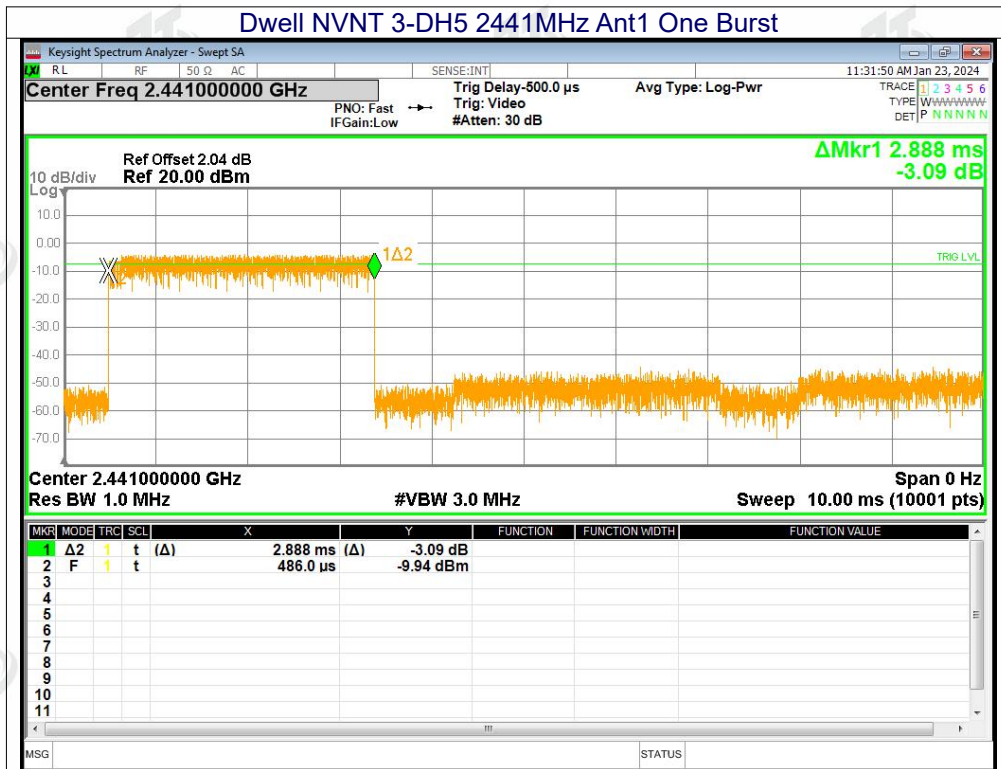 Dwell NVNT 3-DH5 2441MHz Ant1 One Burst
Keysight Spectrum Analyzer - Swept SA
LXI RL RF 50 Ω AC SENSE:INT 11:31:50 AM Jan 23, 2024
Center Freq 2.441000000 GHz
PNO: Fast
IFGain:Low
Trig Delay-500.0 µs
Trig: Video
#Atten: 30 dB
Avg Type: Log-Pwr
TRACE 1 2 3 4 5 6
TYPE WWWWWWW
DET P N N N N N
ΔMkr1 2.888 ms
-3.09 dB
Ref Offset 2.04 dB
10 dB/div Ref 20.00 dBm
Log
10.0
0.00
1Δ2
TRIG LVL
-10.0
-20.0
-30.0
-40.0
-50.0
-60.0
-70.0
Center 2.441000000 GHz Span 0 Hz
Res BW 1.0 MHz #VBW 3.0 MHz Sweep 10.00 ms (10001 pts)
MKR MODE TRC SCL X Y FUNCTION FUNCTION WIDTH FUNCTION VALUE
1 Δ2 1 t (Δ) 2.888 ms (Δ) -3.09 dB
2 F 1 t 486.0 µs -9.94 dBm
3
4
5
6
7
8
9
10
11
MSG STATUS